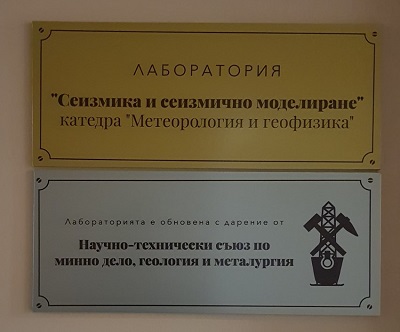 ЛАБОРАТОРИЯ
"Сеизмика и сеизмично моделиране"
катедра "Метеорология и геофизика"
Лабораторията е обновена с дарение от
Научно-технически съюз по
минно дело, геология и металургия